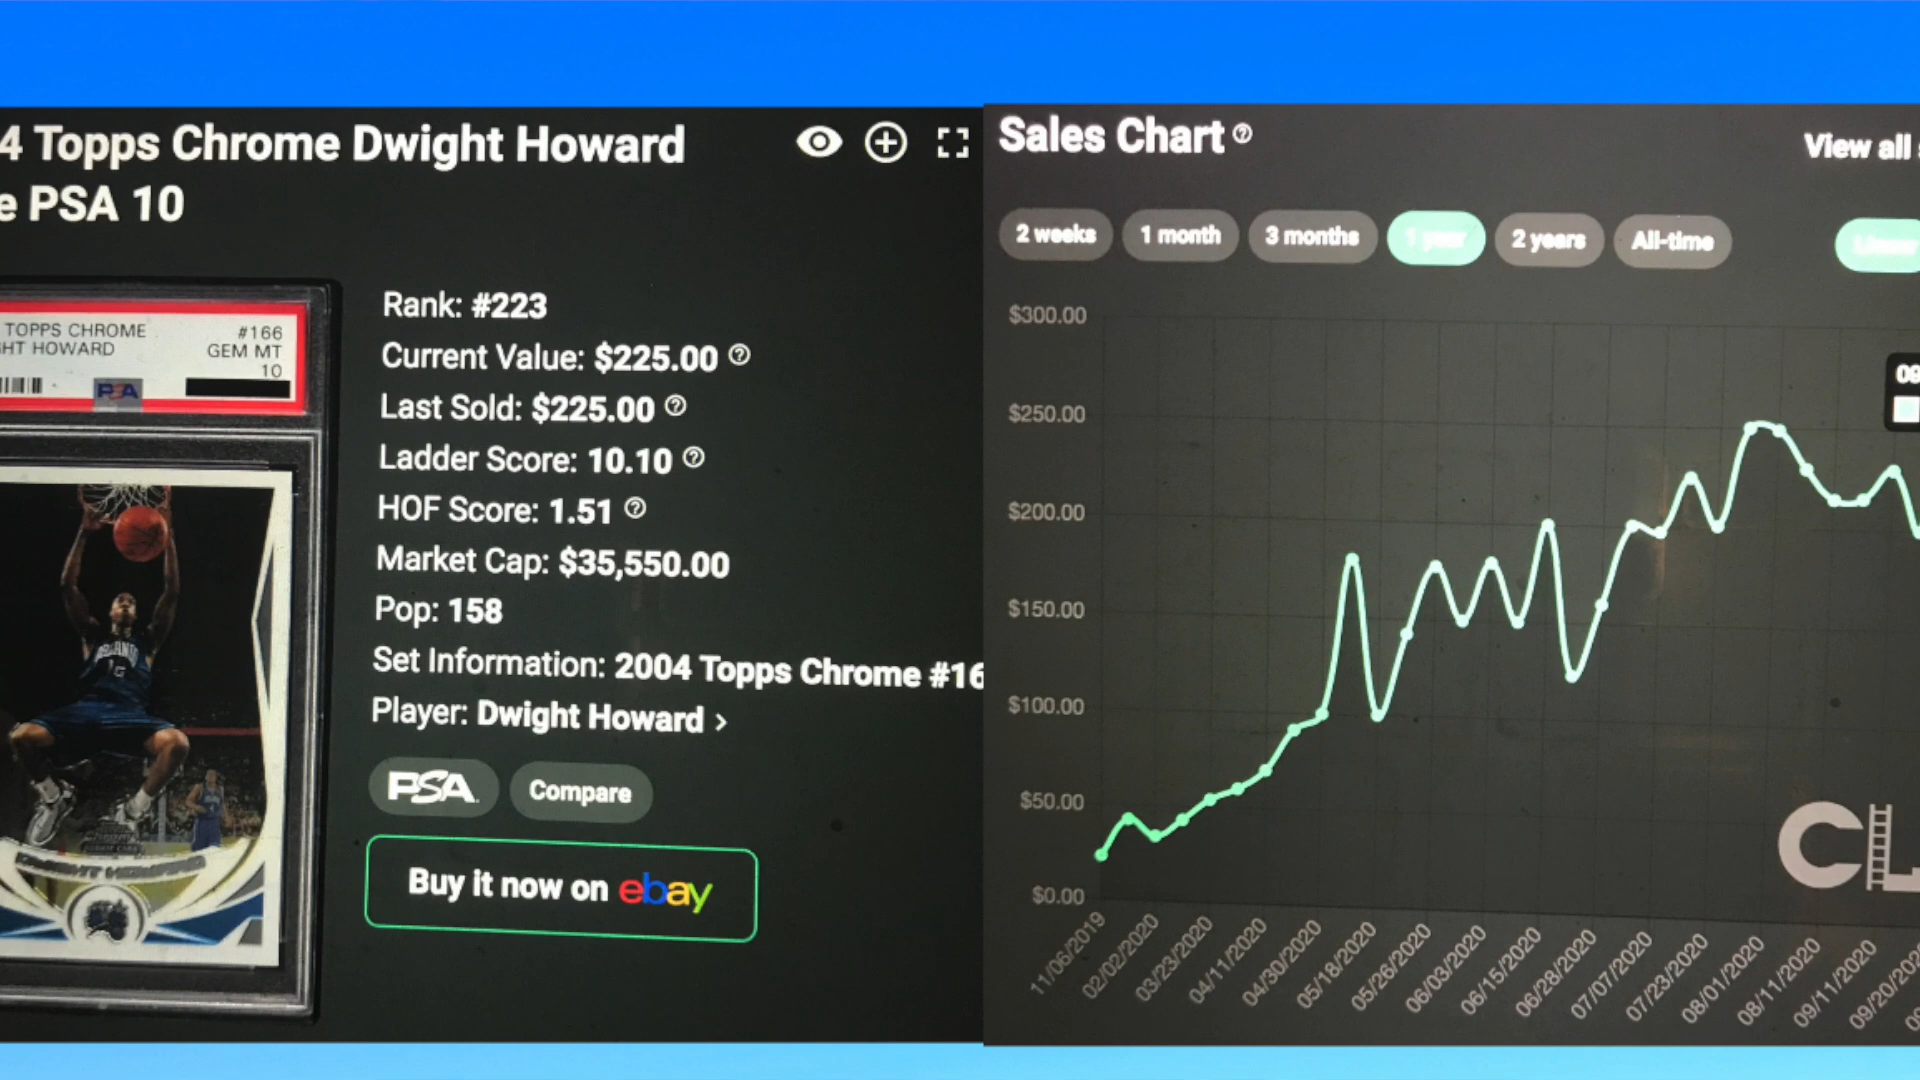 4 Topps Chrome Dwight Howard
e PSA 10
TOPPS CHROME #166
HT HOWARD GEM MT
10
PSA
Rank: #223
Current Value: $225.00
Last Sold: $225.00
Ladder Score: 10.10
HOF Score: 1.51
Market Cap: $35,550.00
Pop: 158
Set Information: 2004 Topps Chrome #16
Player: Dwight Howard >
PSA Compare
Buy it now on ebay
Sales Chart
View all
2 weeks 1 month 3 months 1 year 2 years All-time
$300.00
$250.00
$200.00
$150.00
$100.00
$50.00
$0.00
09
CL
11/06/2019
02/02/2020
03/23/2020
04/11/2020
04/30/2020
05/18/2020
05/26/2020
06/03/2020
06/15/2020
06/28/2020
07/07/2020
07/23/2020
08/01/2020
08/11/2020
09/11/2020
09/20/202